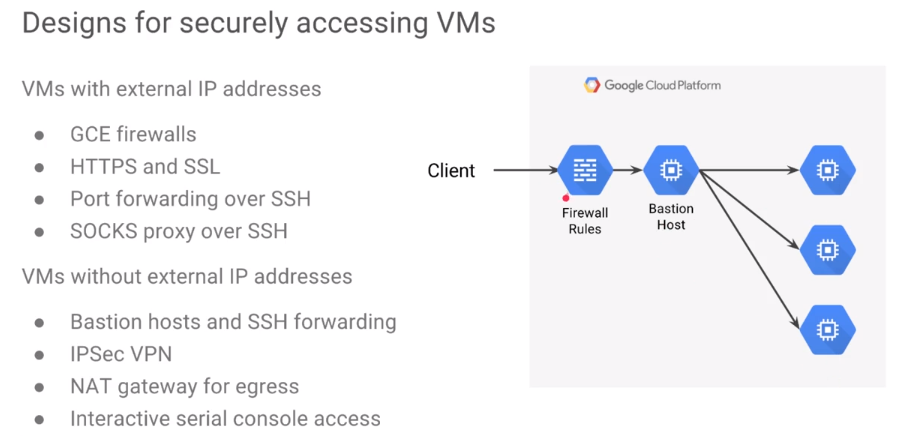 Designs for securely accessing VMs
VMs with external IP addresses
● GCE firewalls
● HTTPS and SSL
● Port forwarding over SSH
● SOCKS proxy over SSH
VMs without external IP addresses
● Bastion hosts and SSH forwarding
● IPSec VPN
● NAT gateway for egress
● Interactive serial console access
Google Cloud Platform
Client
Firewall
Rules
Bastion
Host